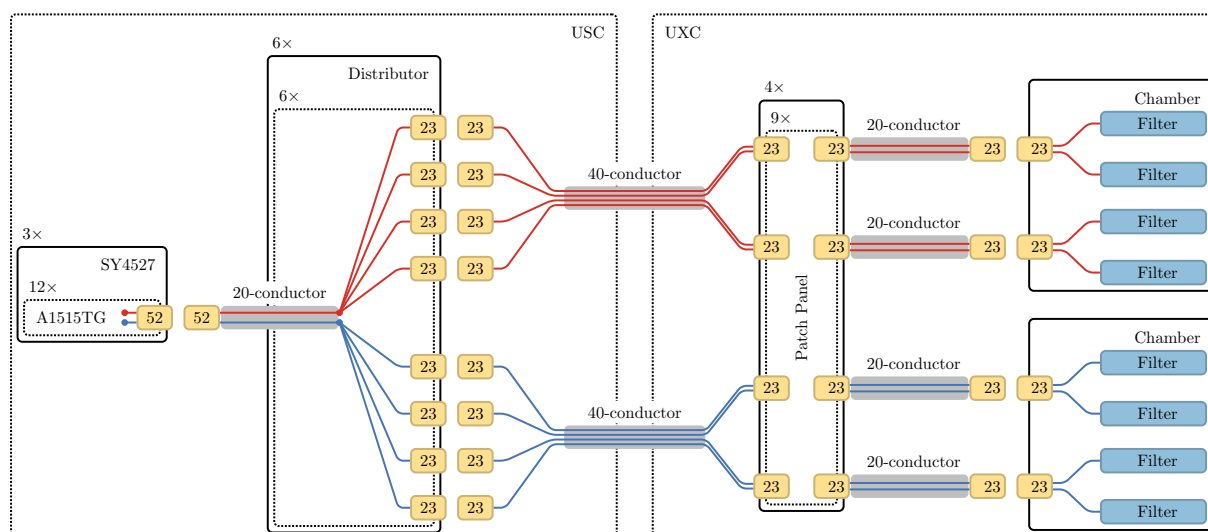 USC
UXC
6×
Distributor
6×
23 23
23 23
23 23
23 23
40-conductor
4×
9×
23 23
20-conductor
23 23
Chamber
Filter
Filter
23 23
20-conductor
23 23
Filter
Filter
3×
SY4527
12×
A1515TG
52 52
20-conductor
Patch Panel
23 23
23 23
23 23
23 23
40-conductor
23 23
20-conductor
23 23
Chamber
Filter
Filter
23 23
20-conductor
23 23
Filter
Filter